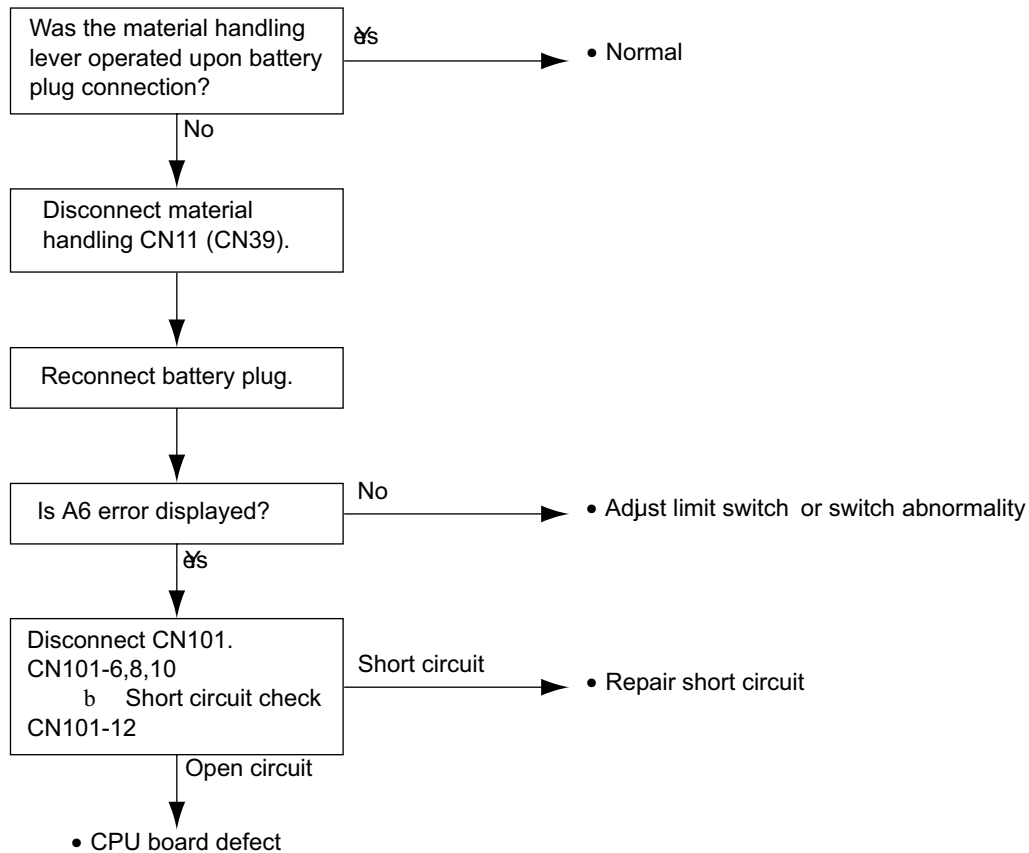 Was the material handling
lever operated upon battery
plug connection?
Yes
• Normal
No
Disconnect material
handling CN11 (CN39).
Reconnect battery plug.
Is A6 error displayed?
No
• Adjust limit switch or switch abnormality
Yes
Disconnect CN101.
CN101-6,8,10
b Short circuit check
CN101-12
Short circuit
• Repair short circuit
Open circuit
• CPU board defect